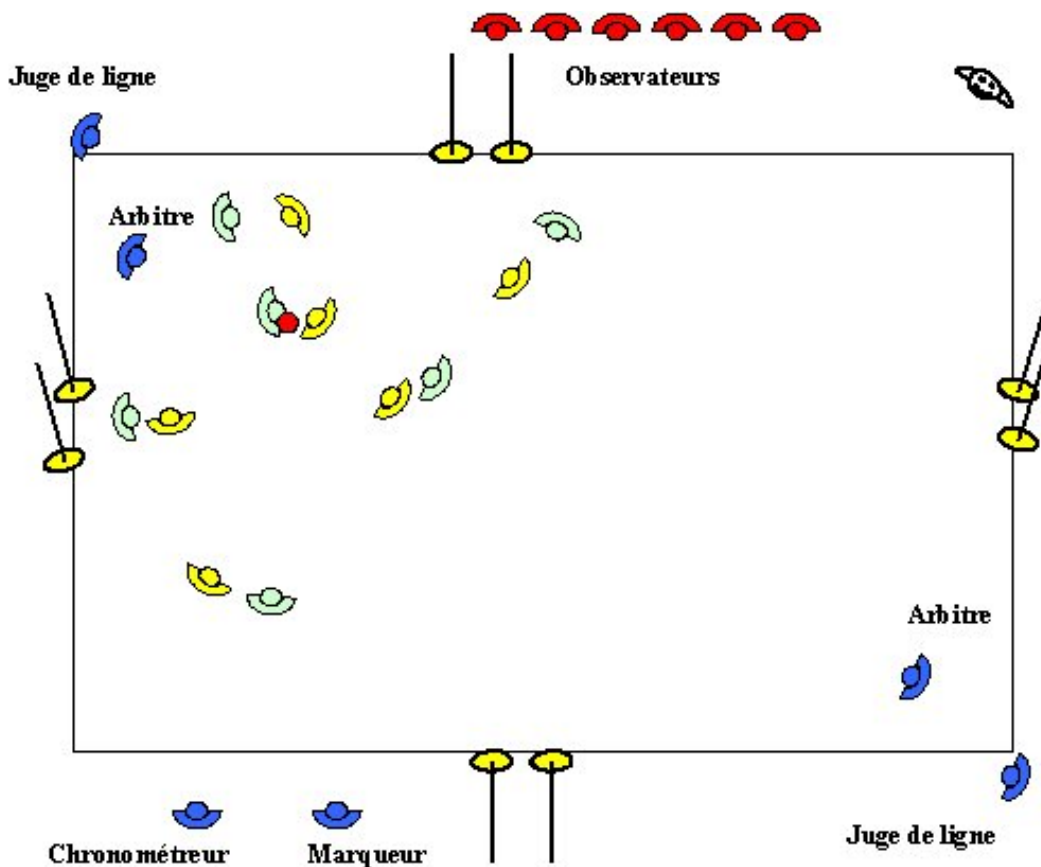 Juge de ligne
Observateurs
Arbitre
Arbitre
Chronométreur
Marqueur
Juge de ligne